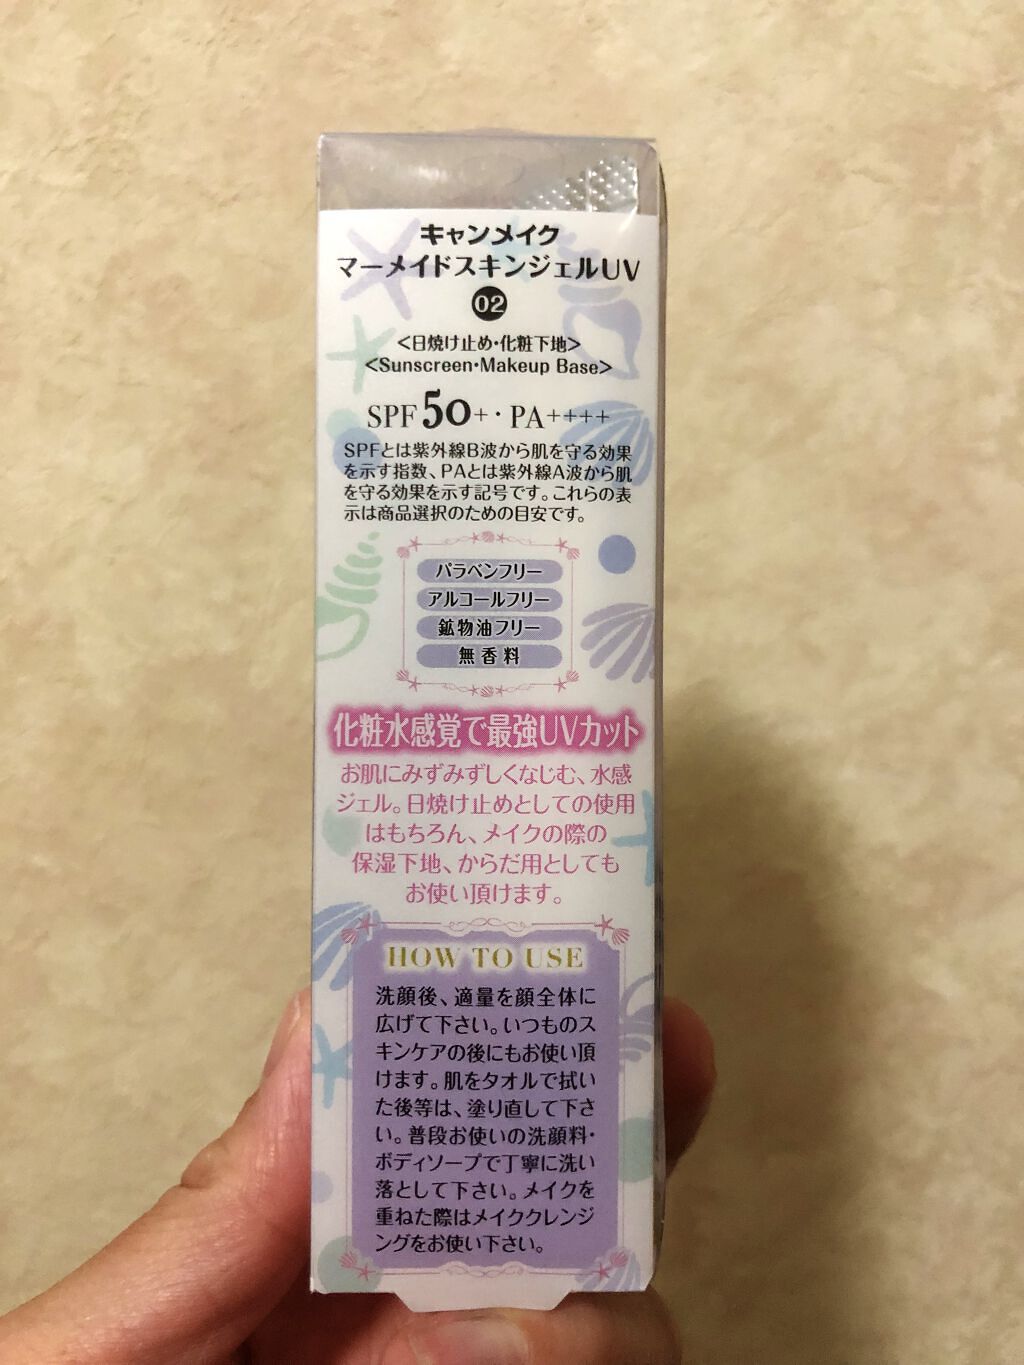 キャンメイク
マーメイドスキンジェルUV
02
<日焼け止め・化粧下地>
<Sunscreen・Makeup Base>
SPF50+・PA++++
SPFとは紫外線B波から肌を守る効果
を示す指数、PAとは紫外線A波から肌
を守る効果を示す記号です。これらの表
示は商品選択のための目安です。
パラベンフリー
アルコールフリー
鉱物油フリー
無香料
化粧水感覚で最強UVカット
お肌にみずみずしくなじむ、水感
ジェル。日焼け止めとしての使用
はもちろん、メイクの際の
保湿下地、からだ用としても
お使い頂けます。
HOW TO USE
洗顔後、適量を顔全体に
広げて下さい。いつものス
キンケアの後にもお使い頂
けます。肌をタオルで拭い
た後等は、塗り直して下さ
い。普段お使いの洗顔料・
ボディソープで丁寧に洗い
落として下さい。メイクを
重ねた際はメイククレンジ
ングをお使い下さい。